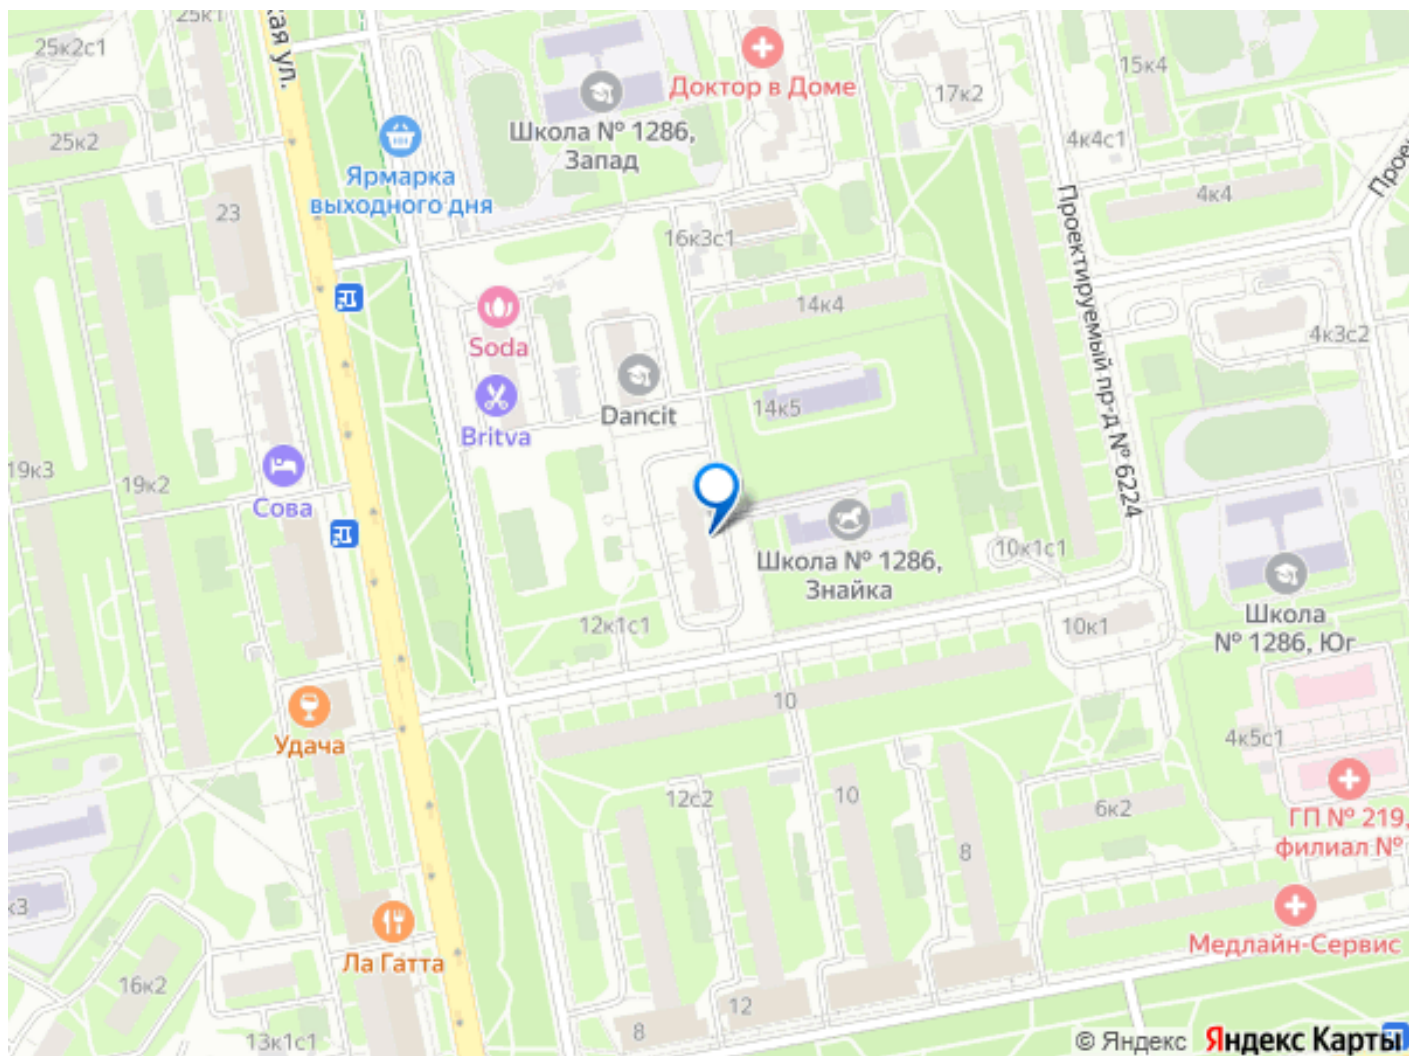 25к1
25к2с1
кая ул.
Доктор в Доме
17к2
15к4
25к2
Школа № 1286,
Запад
4к4с1
Ярмарка
выходного дня
23
16к3с1
4к4
Прое
Проектируемый пр-д № 6224
14к4
4к3с2
Soda
Dancit
14к5
Britva
19к3
19к2
Сова
10к1с1
Школа № 1286,
Знайка
Школа
№ 1286, Юг
12к1с1
10к1
10
Удача
4к5с1
12с2
10
6к2
ГП № 219,
филиал №
8
к3
Медлайн-Сервис
Ла Гатта
16к2
12
8
13к1с1
© Яндекс Яндекс Карты